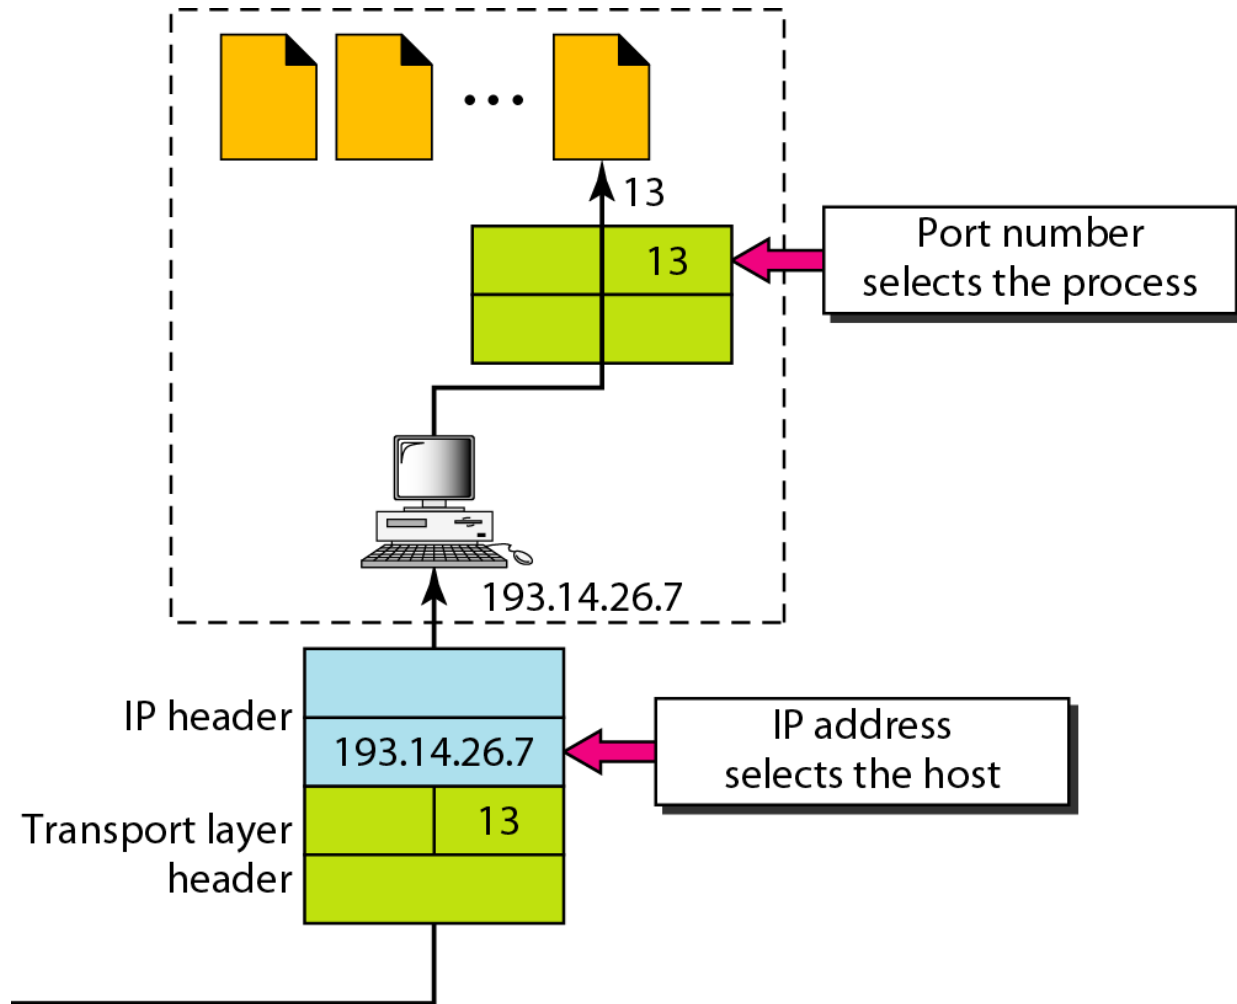 13
13
Port number
selects the process
193.14.26.7
IP header
193.14.26.7
IP address
selects the host
Transport layer
header
13